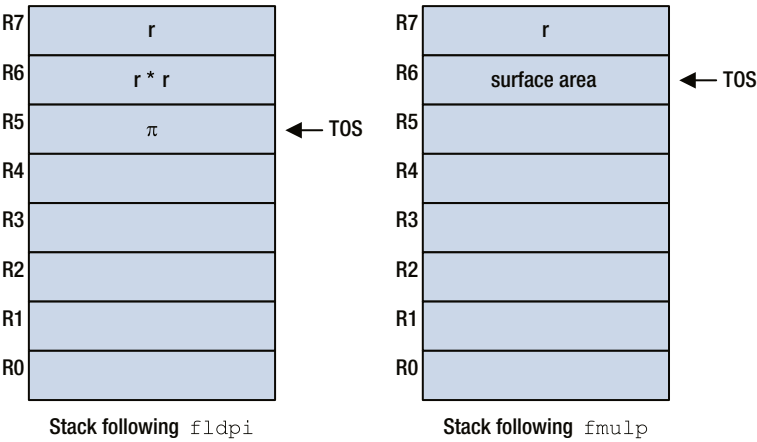 R7 r
R6 r * r
R5 π ← TOS
R4
R3
R2
R1
R0
Stack following fldpi
R7 r
R6 surface area ← TOS
R5
R4
R3
R2
R1
R0
Stack following fmulp